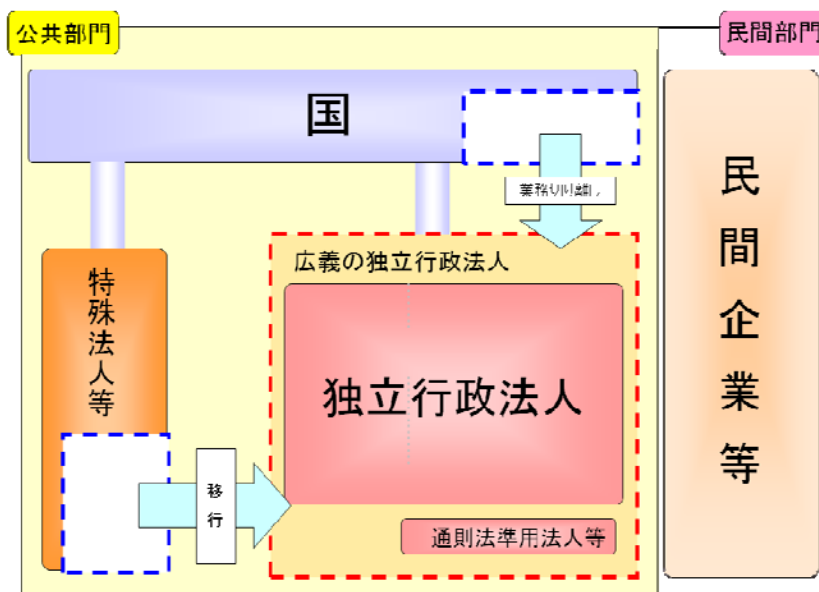 公共部門
民間部門
国
業務切り離し
広義の独立行政法人
特殊法人等
独立行政法人
民間企業等
移行
通則法準用法人等